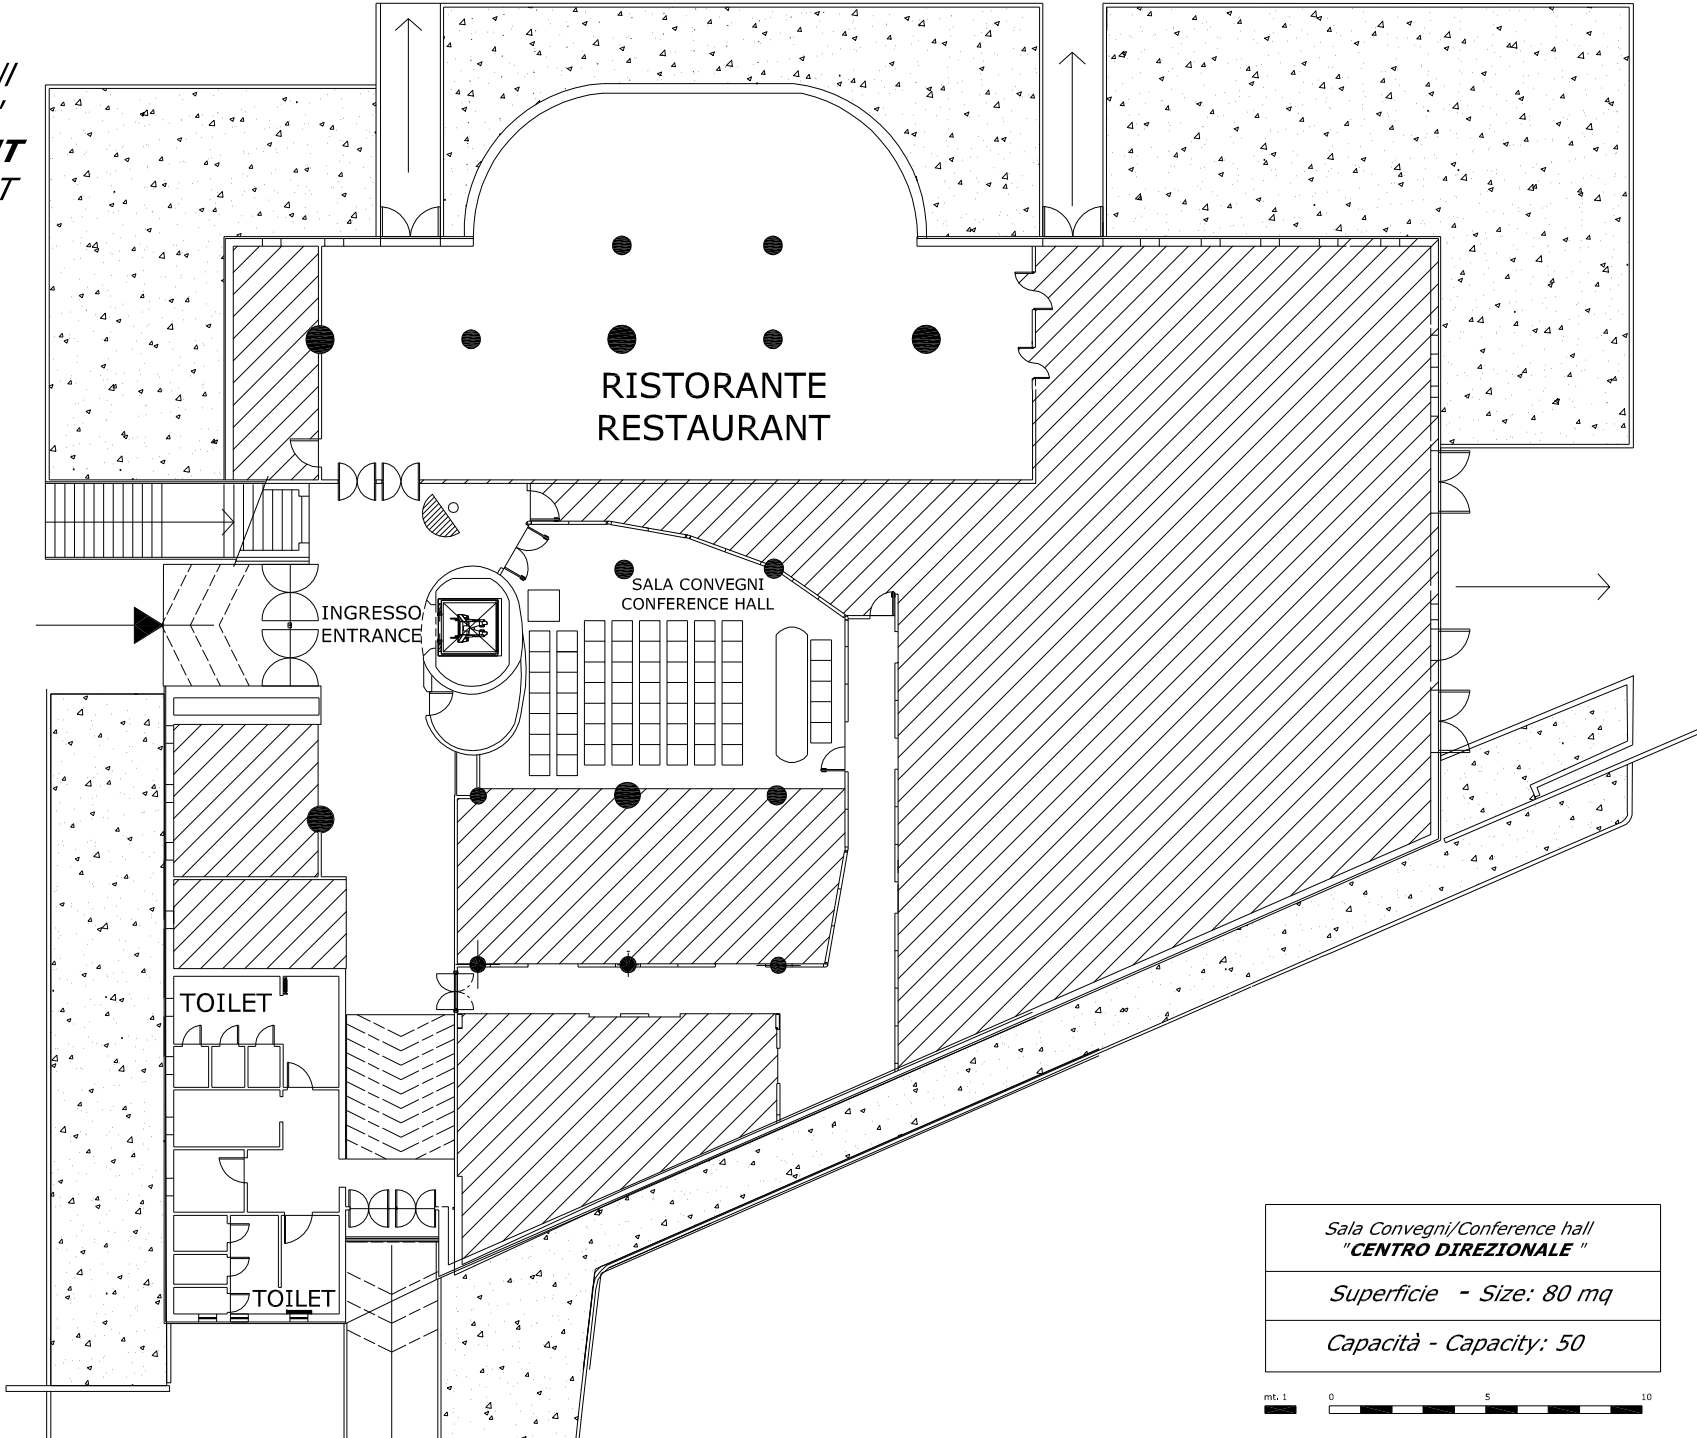 RISTORANTE
RESTAURANT
SALA CONVEGNI
CONFERENCE HALL
INGRESSO
ENTRANCE
TOILET
TOILET
Sala Convegni/Conference hall
"CENTRO DIREZIONALE "
Superficie - Size: 80 mq
Capacità - Capacity: 50
mt. 1 0 5 10